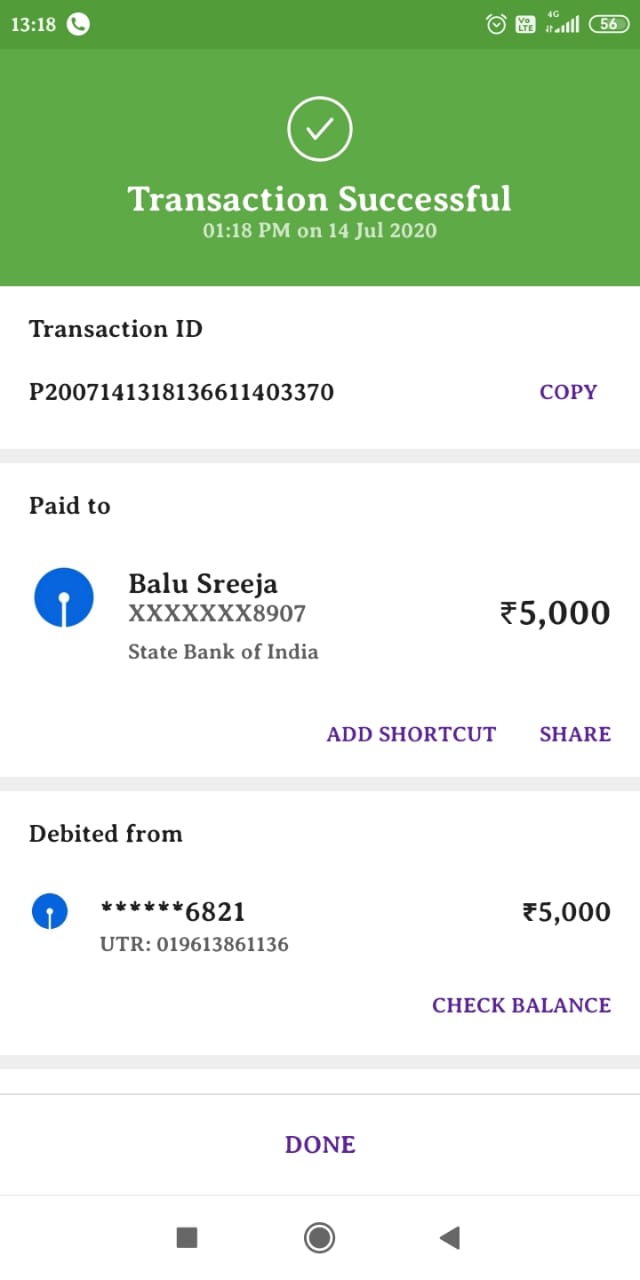 13:18
Vo LTE 4G 56
Transaction Successful
01:18 PM on 14 Jul 2020
Transaction ID
P2007141318136611403370 COPY
Paid to
Balu Sreeja
XXXXXXX8907 ₹5,000
State Bank of India
ADD SHORTCUT SHARE
Debited from
******6821 ₹5,000
UTR: 019613861136
CHECK BALANCE
DONE